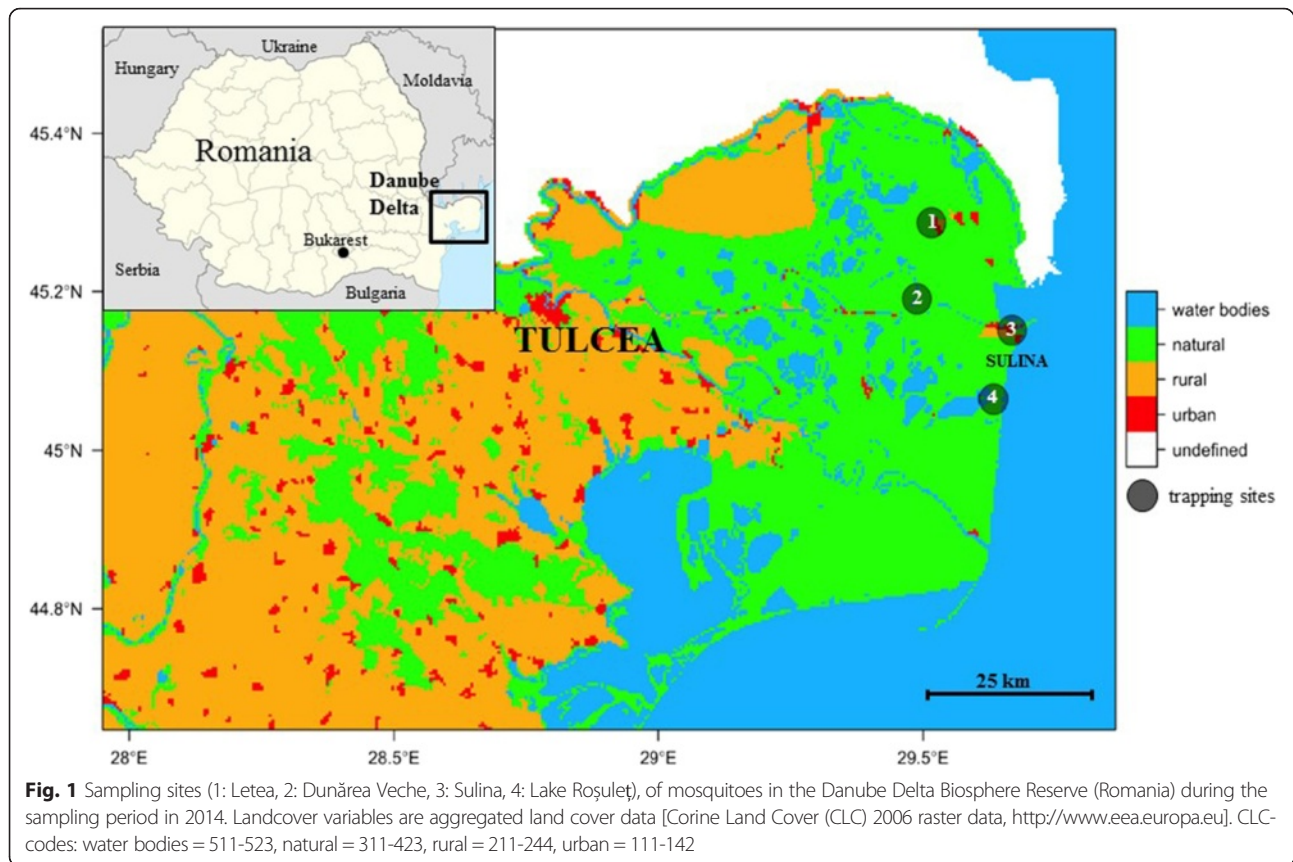 Ukraine
Hungary
Moldavia
Romania
Danube
Delta
Bukarest
Serbia
Bulgaria
45.4°N
45.2°N
45°N
44.8°N
28°E
28.5°E
29°E
29.5°E
TULCEA
1
2
3
SULINA
4
25 km
water bodies
natural
rural
urban
undefined
trapping sites
Fig. 1 Sampling sites (1: Letea, 2: Dunărea Veche, 3: Sulina, 4: Lake Roşuleţ), of mosquitoes in the Danube Delta Biosphere Reserve (Romania) during the
sampling period in 2014. Landcover variables are aggregated land cover data [Corine Land Cover (CLC) 2006 raster data, http://www.eea.europa.eu]. CLC-
codes: water bodies = 511-523, natural = 311-423, rural = 211-244, urban = 111-142